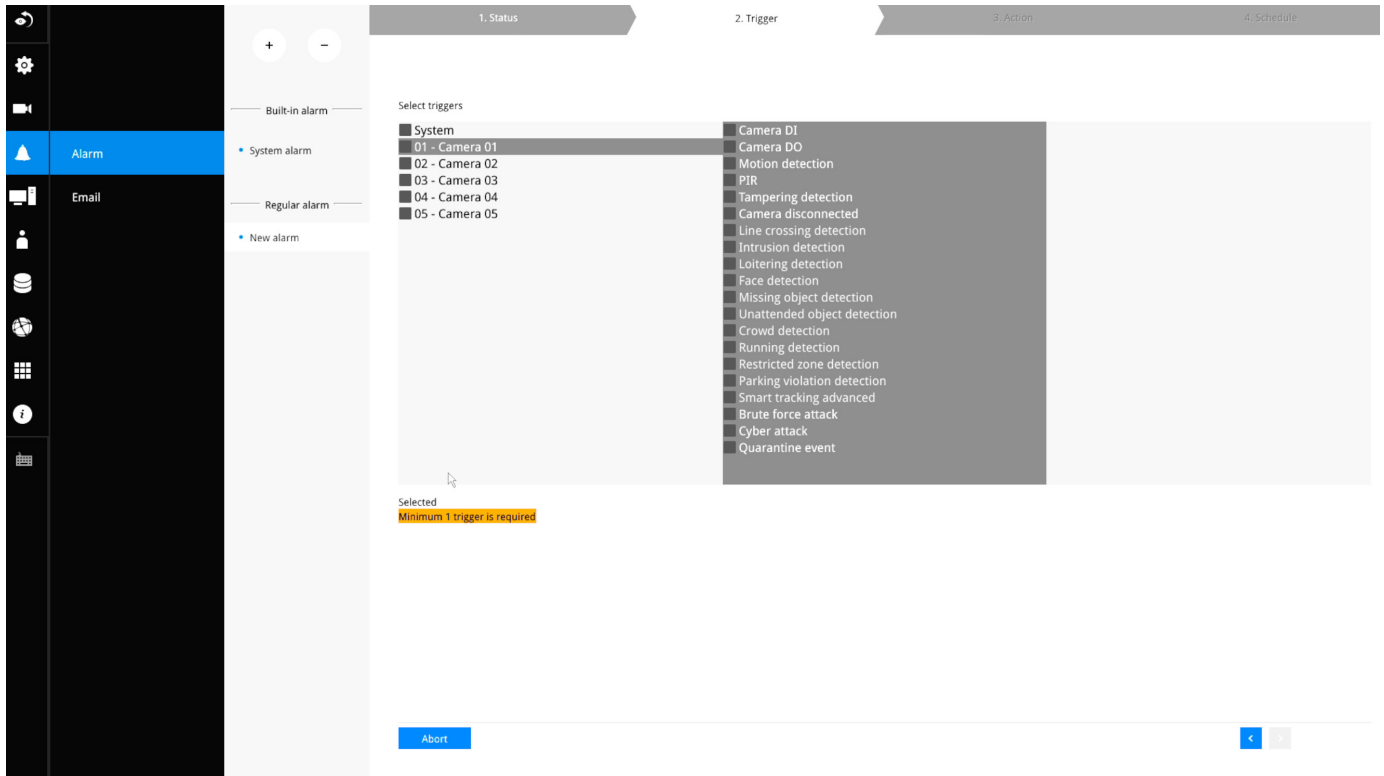 1. Status
2. Trigger
3. Action
4. Schedule
+
-
Built-in alarm
System alarm
Regular alarm
New alarm
Alarm
Email
Select triggers
System
01 - Camera 01
02 - Camera 02
03 - Camera 03
04 - Camera 04
05 - Camera 05
Camera DI
Camera DO
Motion detection
PIR
Tampering detection
Camera disconnected
Line crossing detection
Intrusion detection
Loitering detection
Face detection
Missing object detection
Unattended object detection
Crowd detection
Running detection
Restricted zone detection
Parking violation detection
Smart tracking advanced
Brute force attack
Cyber attack
Quarantine event
Selected
Minimum 1 trigger is required
Abort
<
>